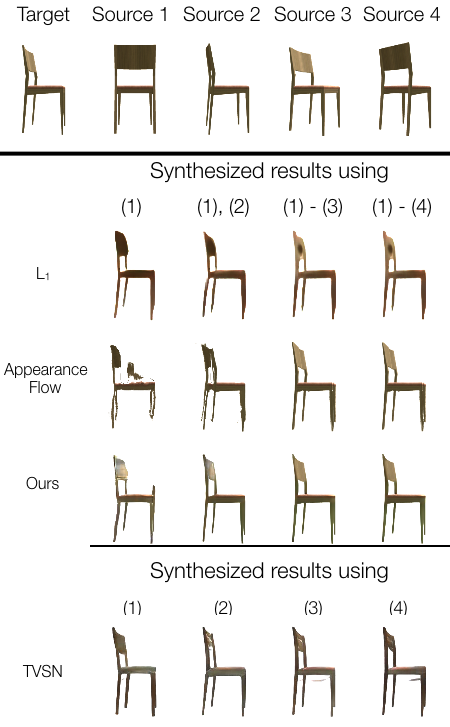 Target Source 1 Source 2 Source 3 Source 4
Synthesized results using
(1) (1), (2) (1) - (3) (1) - (4)
L1
Appearance
Flow
Ours
Synthesized results using
(1) (2) (3) (4)
TVSN